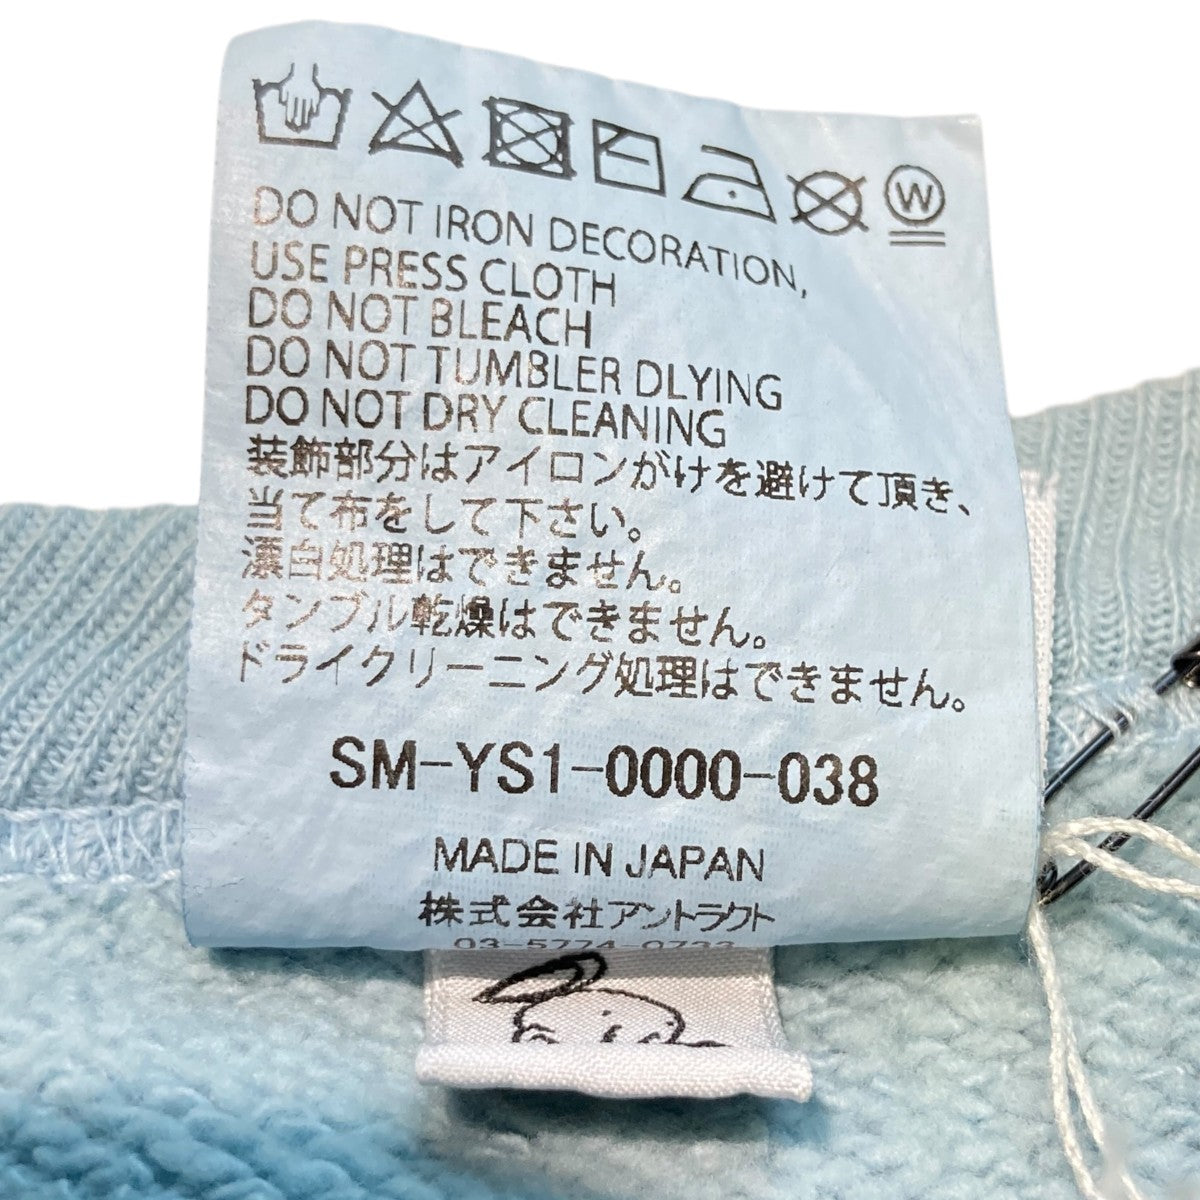 W
DO NOT IRON DECORATION,
USE PRESS CLOTH
DO NOT BLEACH
DO NOT TUMBLER DLYING
DO NOT DRY CLEANING
装飾部分はアイロンがけを避けて頂き、
当て布をして下さい。
漂白処理はできません。
タンブル乾燥はできません。
ドライクリーニング処理はできません。
SM-YS1-0000-038
MADE IN JAPAN
株式会社アントラクト
03-5774-0733